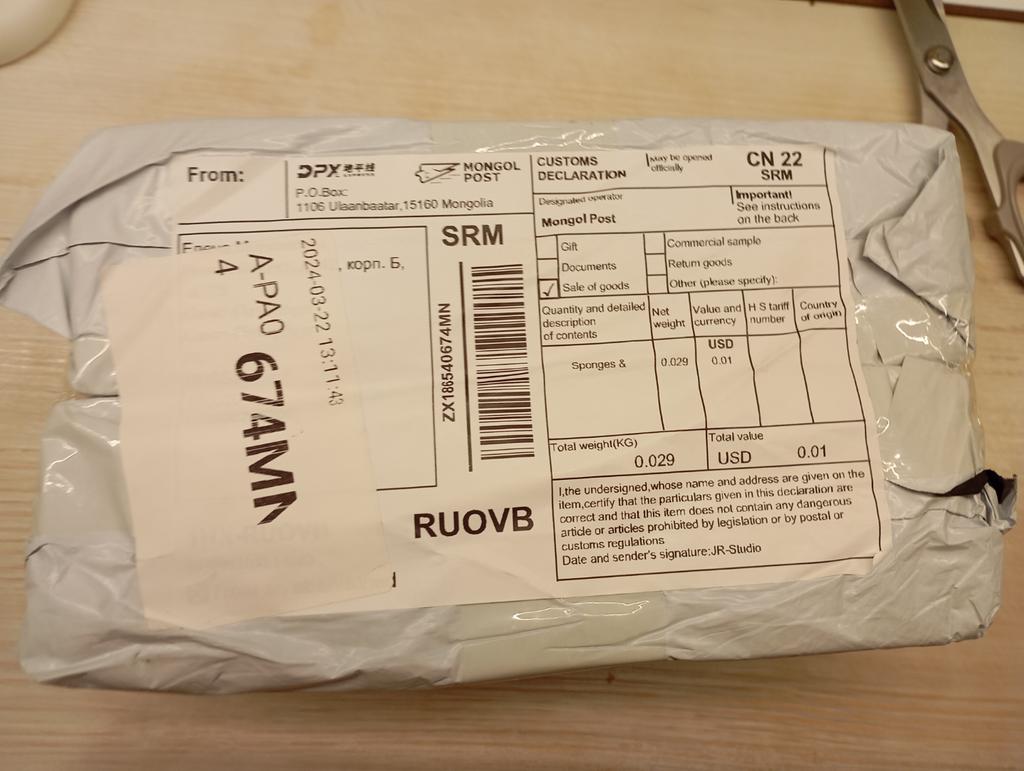 From:
DPX 地平线
MONGOL
POST
P.O.Box:
1106 Ulaanbaatar,15160 Mongolia
CUSTOMS
DECLARATION
May be opened
officially
CN 22
SRM
Designated operator
Mongol Post
Important!
See instructions
on the back
Gift
Commercial sample
Documents
Return goods
✓ Sale of goods
Other (please specify):
Quantity and detailed
description
of contents
Net
weight
Value and
currency
H S tariff
number
Country
of origin
USD
Sponges & 0.029 0.01
Total weight(KG)
0.029
Total value
USD 0.01
I,the undersigned,whose name and address are given on the
item,certify that the particulars given in this declaration are
correct and that this item does not contain any dangerous
article or articles prohibited by legislation or by postal or
customs regulations
Date and sender's signature:JR-Studio
SRM
ZX186540674MN
RUOVB
, корп. Б,
2024-03-22 13:11:43
A-PA0 674MN
4